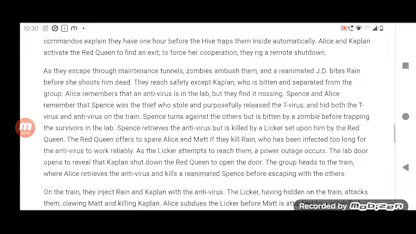 10:30
commandos explain they have one hour before the Hive traps them inside automatically. Alice and Kaplan
activate the Red Queen to find an exit, to force her cooperation, they rig a remote shutdown.
As they escape through maintenance tunnels, zombies ambush them, and a reanimated J.D. bites Rain
before she shoots him dead. They reach safety except Kaplan, who is bitten and separated from the
group. Alice remembers that an anti-virus is in the lab, but they find it missing. Spence and Alice
remember that Spence was the thief who stole and purposefully released the T-virus, and hid both the T-
virus and anti-virus on the train. Spence turns against the others but is bitten by a zombie before trapping
the survivors in the lab. Spence retrieves the anti-virus but is killed by a Licker set upon him by the Red
Queen. The Red Queen offers to spare Alice and Matt if they kill Rain, who has been infected too long for
the anti-virus to work reliably. As the Licker attempts to reach them, a power outage occurs. The lab door
opens to reveal that Kaplan shut down the Red Queen to open the door. The group heads to the train,
where Alice retrieves the anti-virus and kills a reanimated Spence before escaping with the others.
On the train, they inject Rain and Kaplan with the anti-virus. The Licker, having hidden on the train, attacks
them, clawing Matt and killing Kaplan. Alice subdues the Licker before Matt is
Recorded by Mobizen